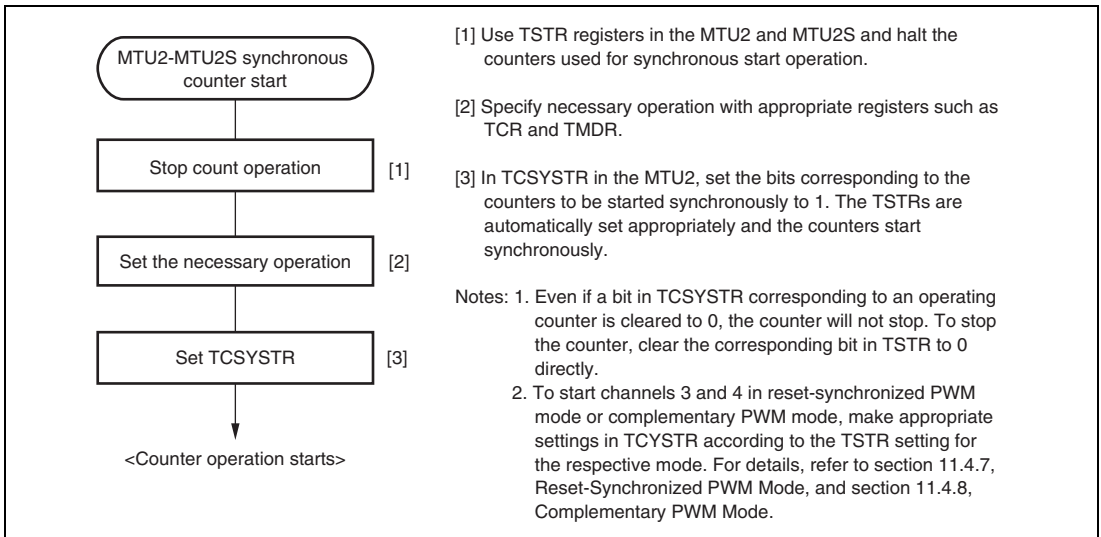 MTU2-MTU2S synchronous
counter start
Stop count operation
[1]
Set the necessary operation
[2]
Set TCSYSTR
[3]
<Counter operation starts>
[1] Use TSTR registers in the MTU2 and MTU2S and halt the
counters used for synchronous start operation.
[2] Specify necessary operation with appropriate registers such as
TCR and TMDR.
[3] In TCSYSTR in the MTU2, set the bits corresponding to the
counters to be started synchronously to 1. The TSTRs are
automatically set appropriately and the counters start
synchronously.
Notes: 1. Even if a bit in TCSYSTR corresponding to an operating
counter is cleared to 0, the counter will not stop. To stop
the counter, clear the corresponding bit in TSTR to 0
directly.
2. To start channels 3 and 4 in reset-synchronized PWM
mode or complementary PWM mode, make appropriate
settings in TCYSTR according to the TSTR setting for
the respective mode. For details, refer to section 11.4.7,
Reset-Synchronized PWM Mode, and section 11.4.8,
Complementary PWM Mode.